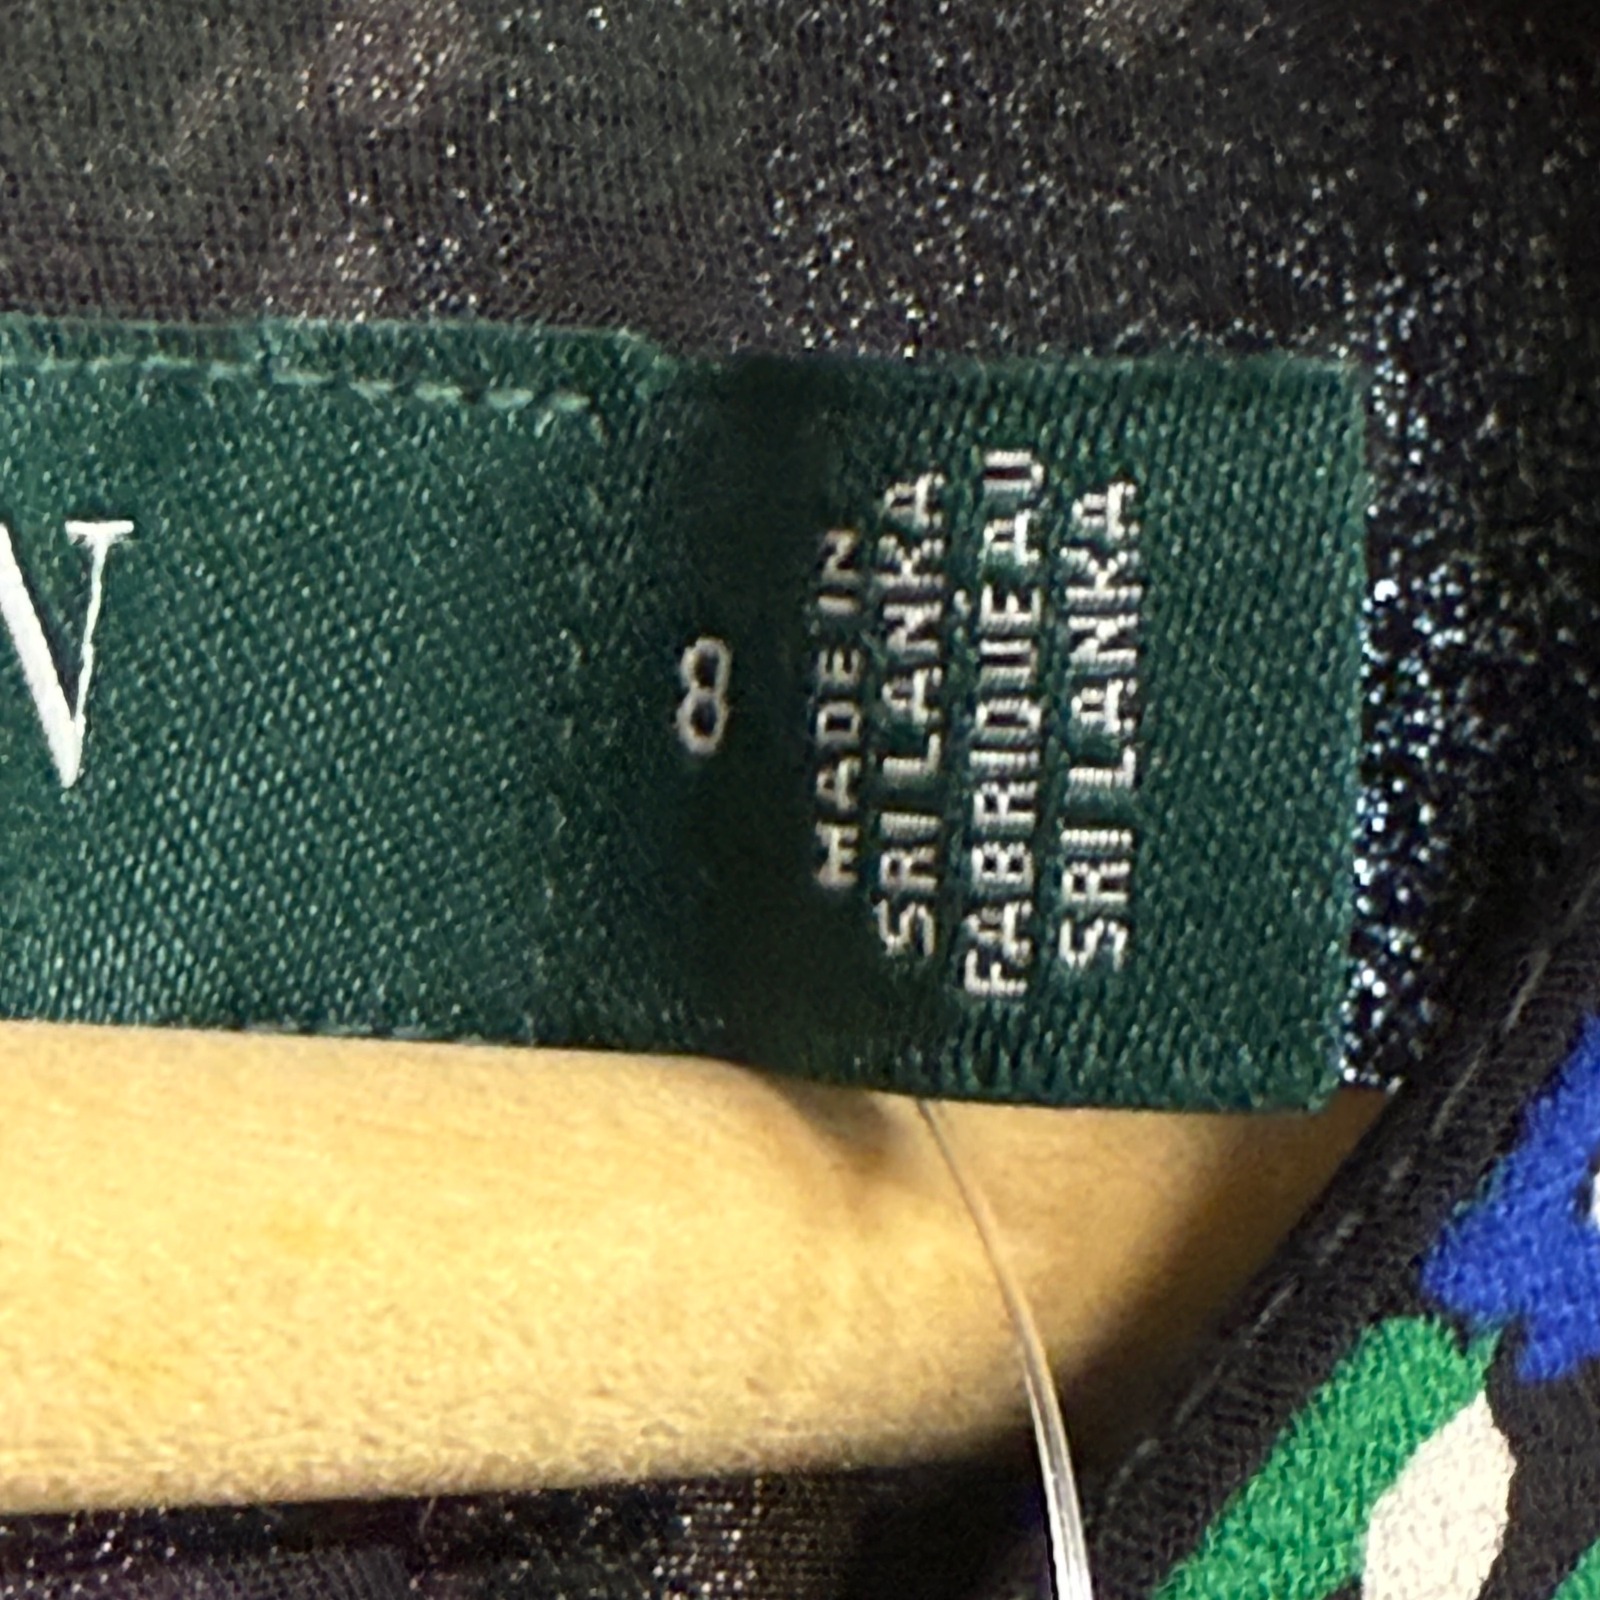 N
8
MADE IN
SRI LANKA
FABRIQUÉ AU
SRI LANKA